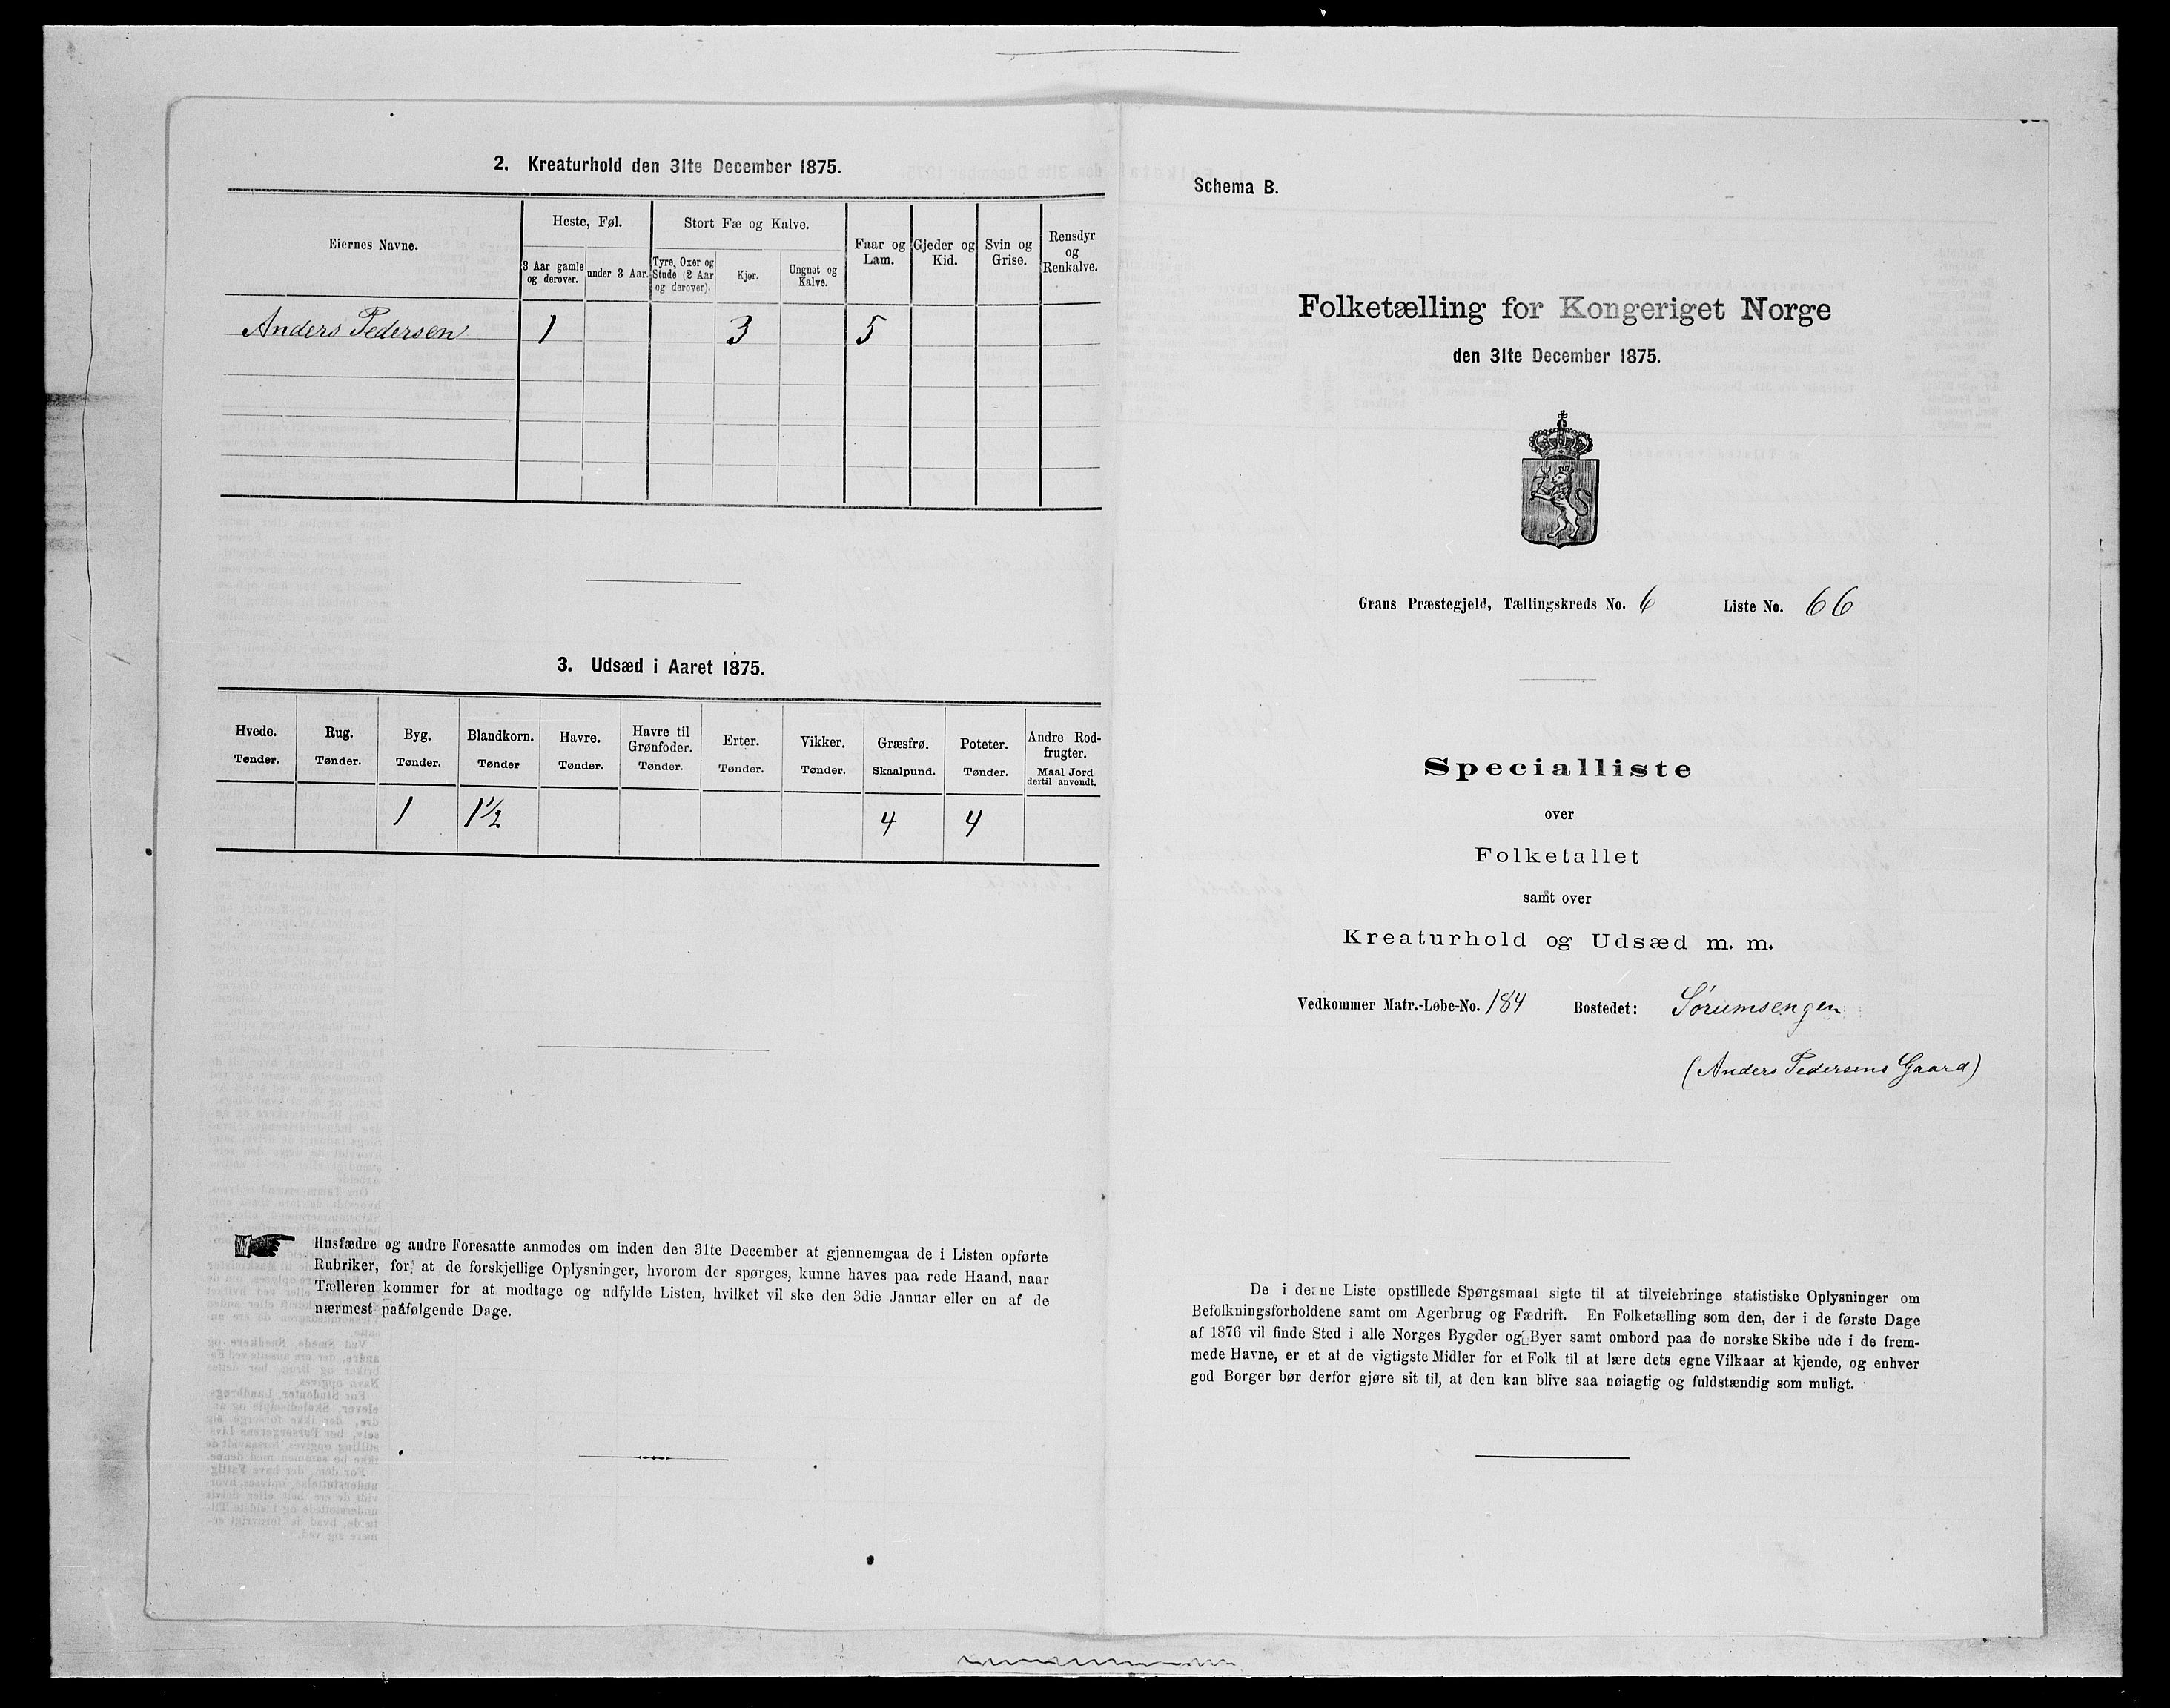 2. Kreaturhold den 31te December 1875.
Eiernes Navne.
Heste, Føl.
Stort Fæ og Kalve.
3 Aar gamle og derover.
under 3 Aar.
Tyre, Oxer og Stude (2 Aar og derover).
Kjør.
Ungnøt og Kalve.
Faar og Lam.
Gjeder og Kid.
Svin og Grise.
Rensdyr og Renkalve.
Anders Pedersen 1 3 5
3. Udsæd i Aaret 1875.
Hvede. Rug. Byg. Blandkorn. Havre. Havre til Grønfoder. Erter. Vikker. Græsfrø. Poteter. Andre Rodfrugter.
Tønder. Tønder. Tønder. Tønder Tønder. Tønder. Tønder. Tønder. Skaalpund. Tønder. Maal Jord dertil anvendt.
1 1½ 4 4
Husfædre og andre Foresatte anmodes om inden den 31te December at gjennemgaa de i Listen opførte
Rubriker, for at de forskjellige Oplysninger, hvorom der spørges, kunne haves paa rede Haand, naar
Tælleren kommer for at modtage og udfylde Listen, hvilket vil ske den 3die Januar eller en af de
nærmest paafølgende Dage.
Schema B.
Folketælling for Kongeriget Norge
den 31te December 1875.
Grans Præstegjeld, Tællingskreds No. 6 Liste No. 66
Specialliste
over
Folketallet
samt over
Kreaturhold og Udsæd m. m.
Vedkommer Matr.-Løbe-No. 184 Bostedet: Sørumsengen
(Anders Pedersens Gaard)
De i denne Liste opstillede Spørgsmaal sigte til at tilveiebringe statistiske Oplysninger om
Befolkningsforholdene samt om Agerbrug og Fædrift. En Folketælling som den, der i de første Dage
af 1876 vil finde Sted i alle Norges Bygder og Byer samt ombord paa de norske Skibe ude i de frem-
mede Havne, er et af de vigtigste Midler for et Folk til at lære dets egne Vilkaar at kjende, og enhver
god Borger bør derfor gjøre sit til, at den kan blive saa nøiagtig og fuldstændig som muligt.